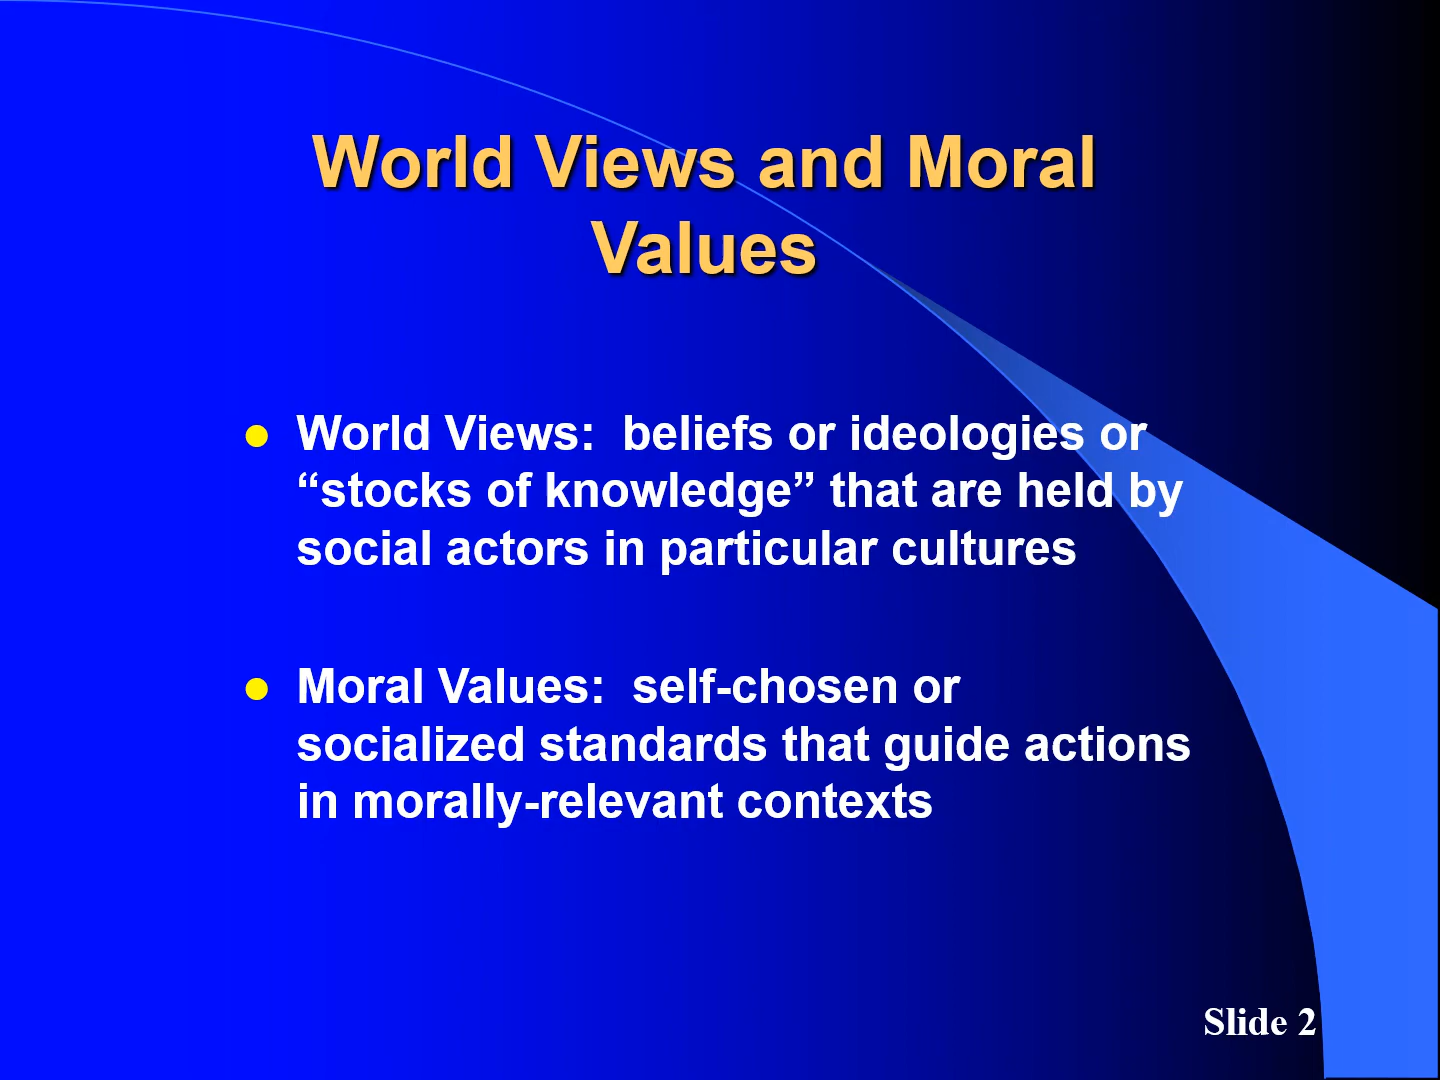 World Views and Moral
Values
● World Views:  beliefs or ideologies or
“stocks of knowledge” that are held by
social actors in particular cultures
● Moral Values:  self-chosen or
socialized standards that guide actions
in morally-relevant contexts
Slide 2